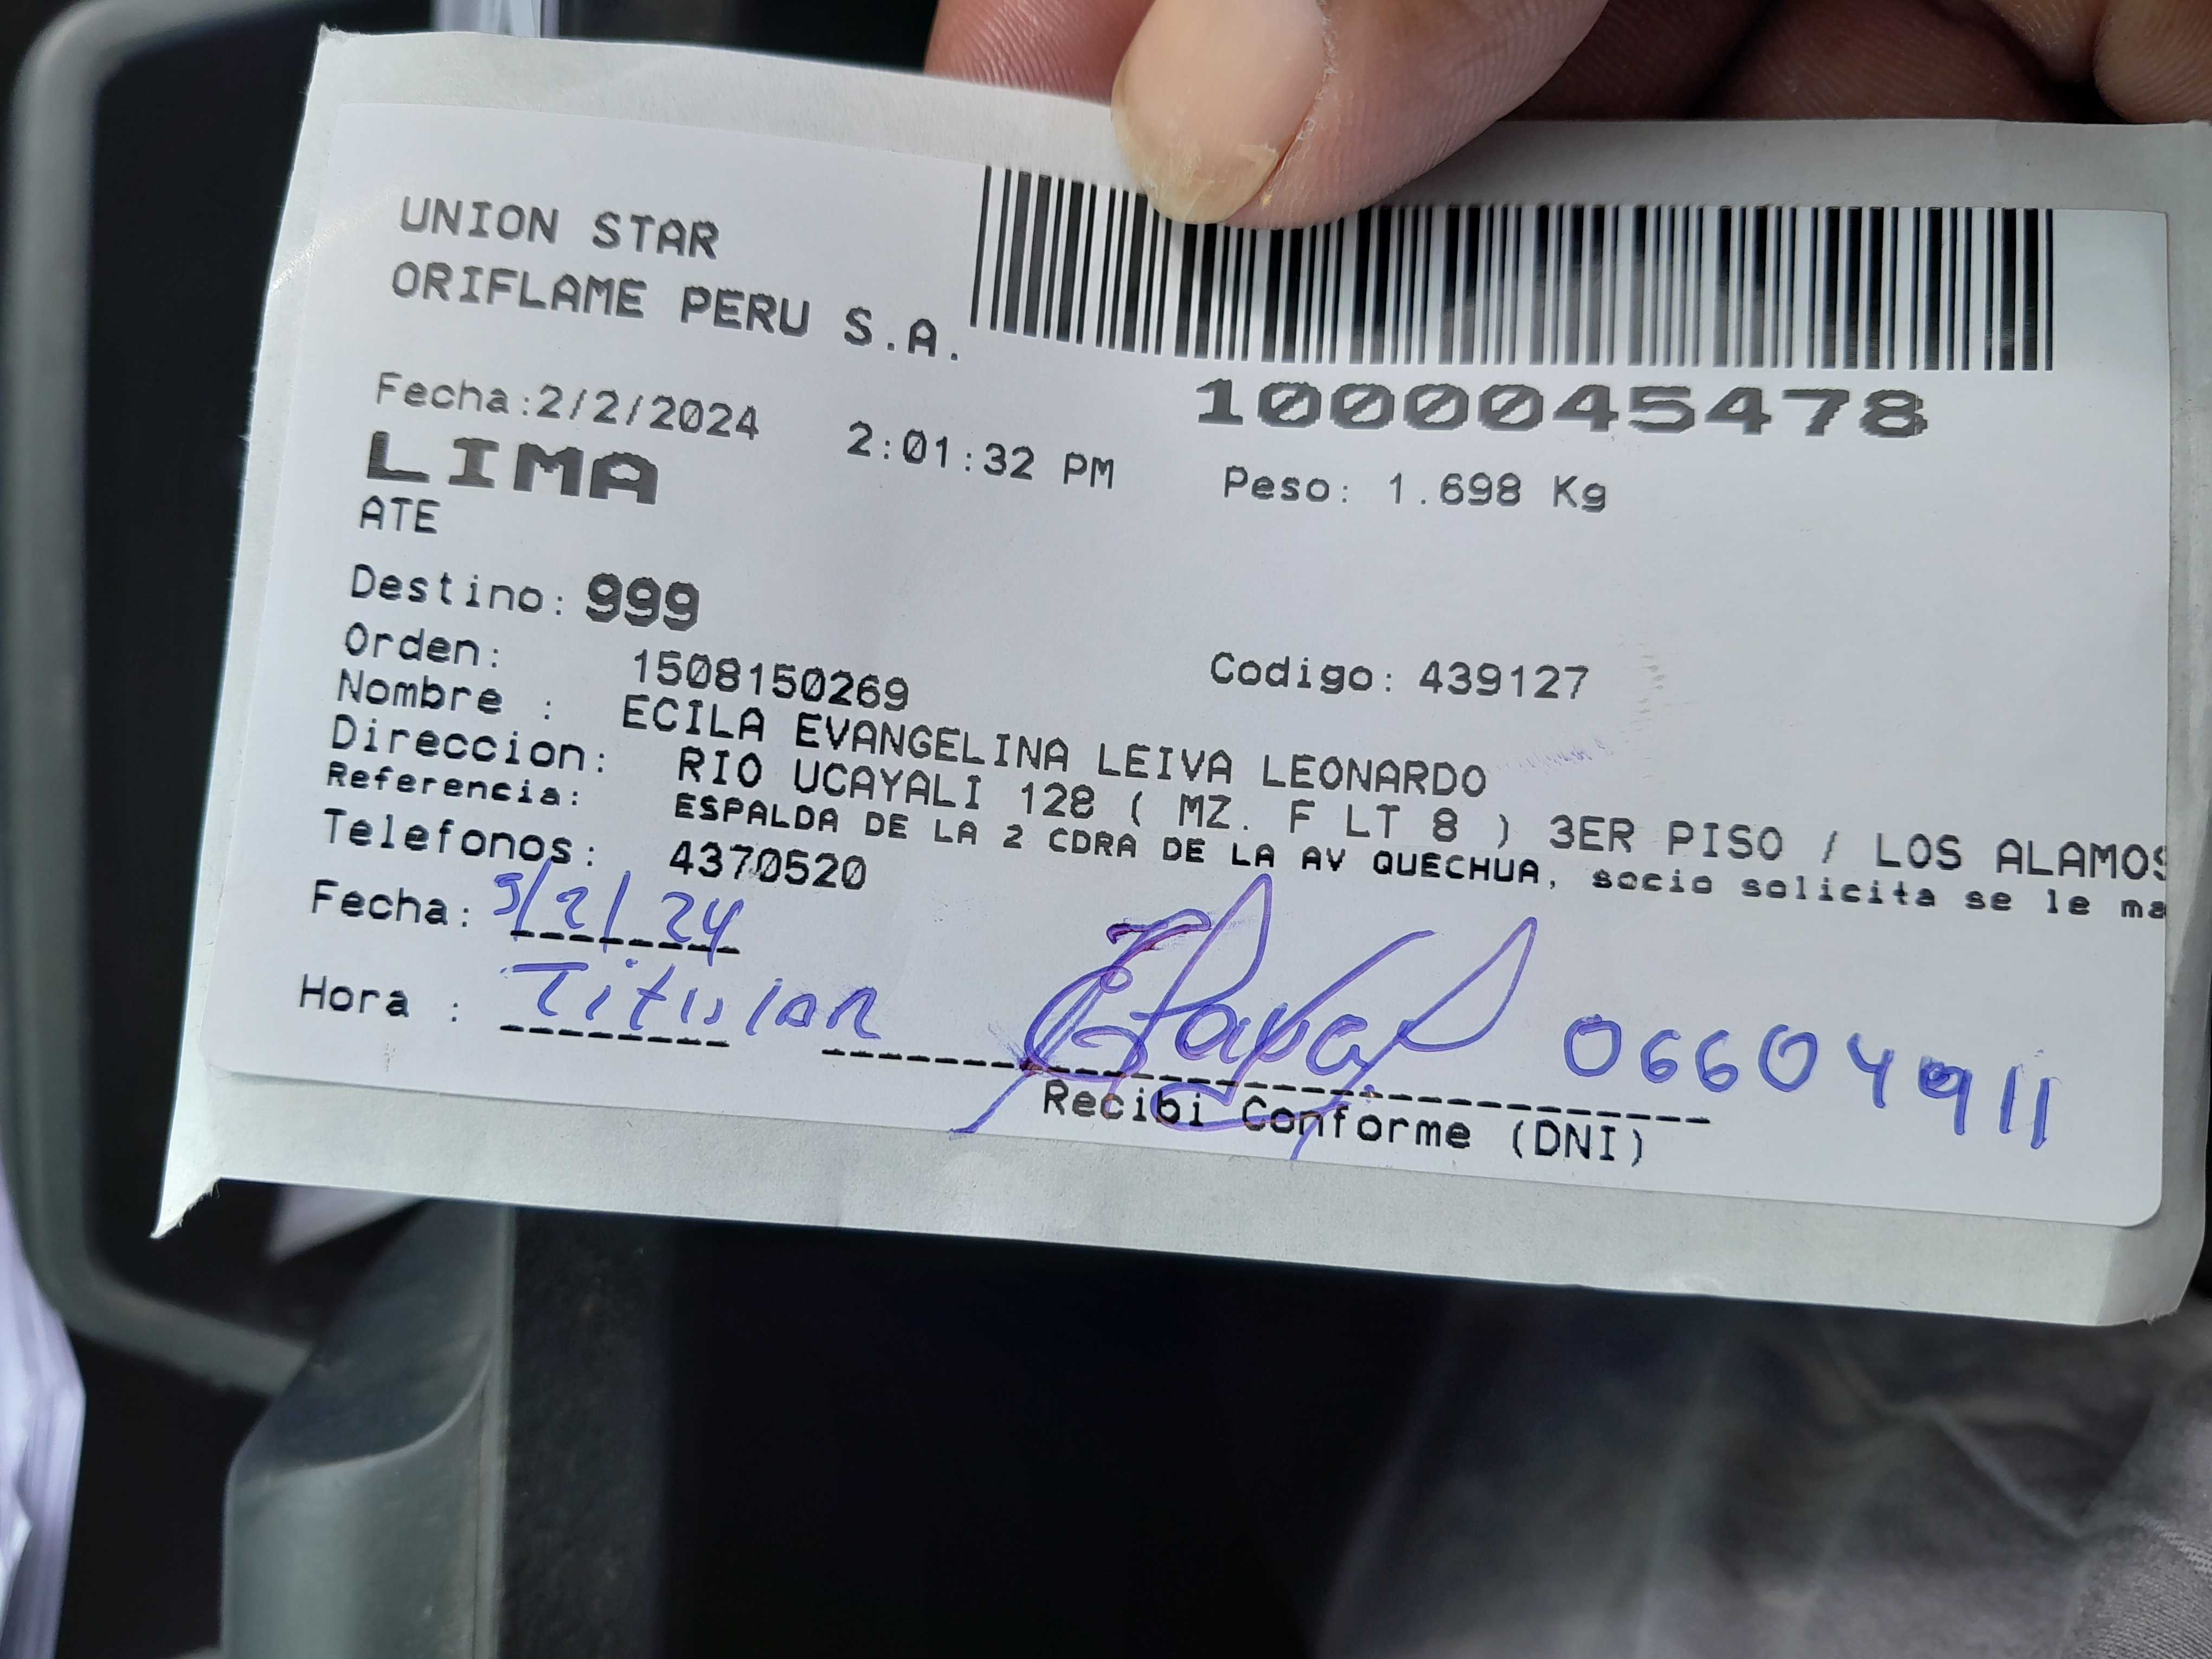 UNION STAR
ORIFLAME PERU S.A.
Fecha:2/2/2024 2:01:32 PM
1000045478
LIMA
Peso: 1.698 Kg
ATE
Destino: 999
Orden: 1508150269 Codigo: 439127
Nombre : ECILA EVANGELINA LEIVA LEONARDO
Direccion: RIO UCAYALI 128 ( MZ. F LT 8 ) 3ER PISO / LOS ALAMOS
Referencia: ESPALDA DE LA 2 CDRA DE LA AV QUECHUA, socio solicita se le ma
Telefonos: 4370520
Fecha: 5/2/24
Hora : Titular 06604911
Recibi Conforme (DNI)